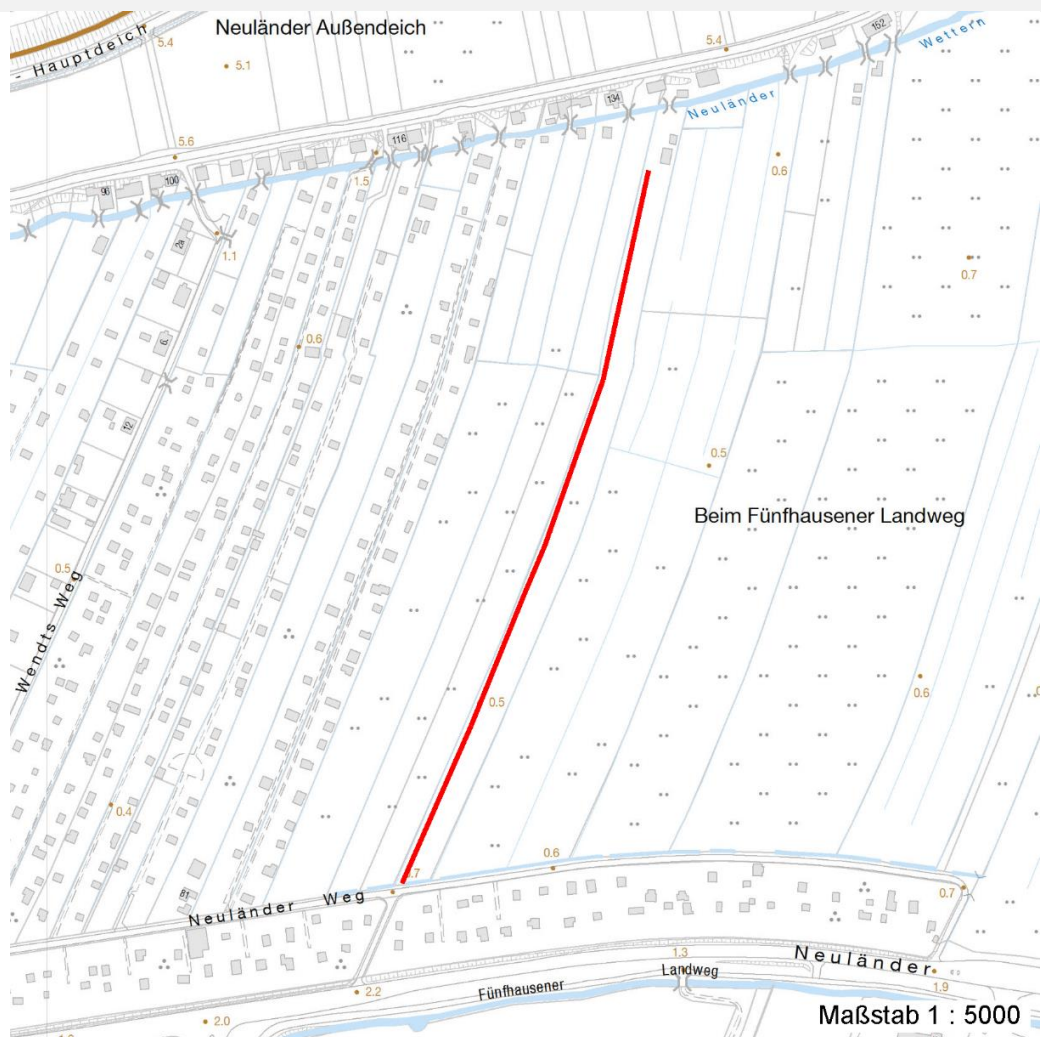 Neuländer Außendeich
5.4
- Hauptdeich
5.1
5.4
152
Wettern
Neuländer
134
116
5.6
1.5
0.6
96
100
2a
1.1
0.7
6
0.6
12
0.5
Beim Fünfhausener Landweg
0.5
Wendts Weg
0.6
0.5
0.4
0.6
81
Neuländer Weg
0.7
1.3
Landweg
Neuländer
Fünfhausener
2.2
1.9
2.0
Maßstab 1 : 5000